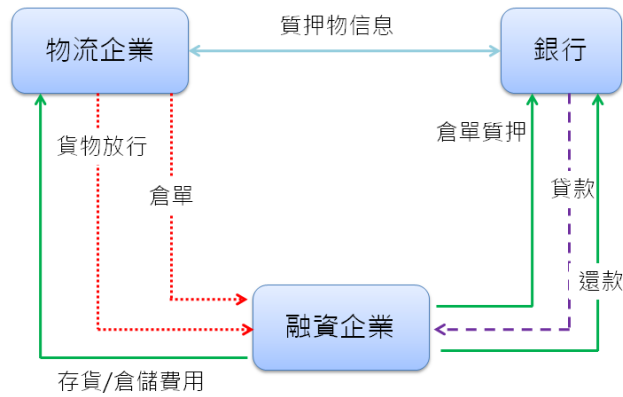 質押物信息
物流企業
銀行
貨物放行
倉單
倉單質押
貸款
還款
融資企業
存貨/倉儲費用